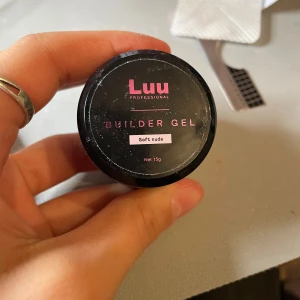 Luu
PROFESSIONAL
BUILDER GEL
Soft nude
Net 15g